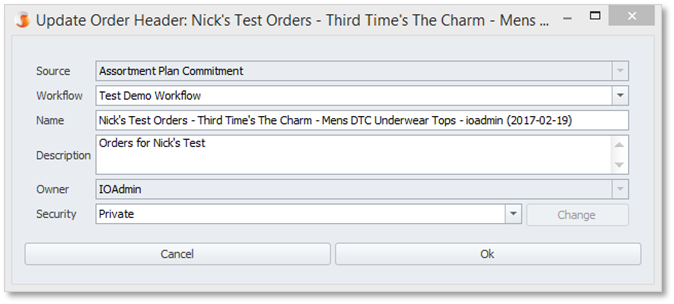 Update Order Header: Nick's Test Orders - Third Time's The Charm - Mens ...
Source Assortment Plan Commitment
Workflow Test Demo Workflow
Name Nick's Test Orders - Third Time's The Charm - Mens DTC Underwear Tops - ioadmin (2017-02-19)
Description Orders for Nick's Test
Owner IOAdmin
Security Private Change
Cancel Ok